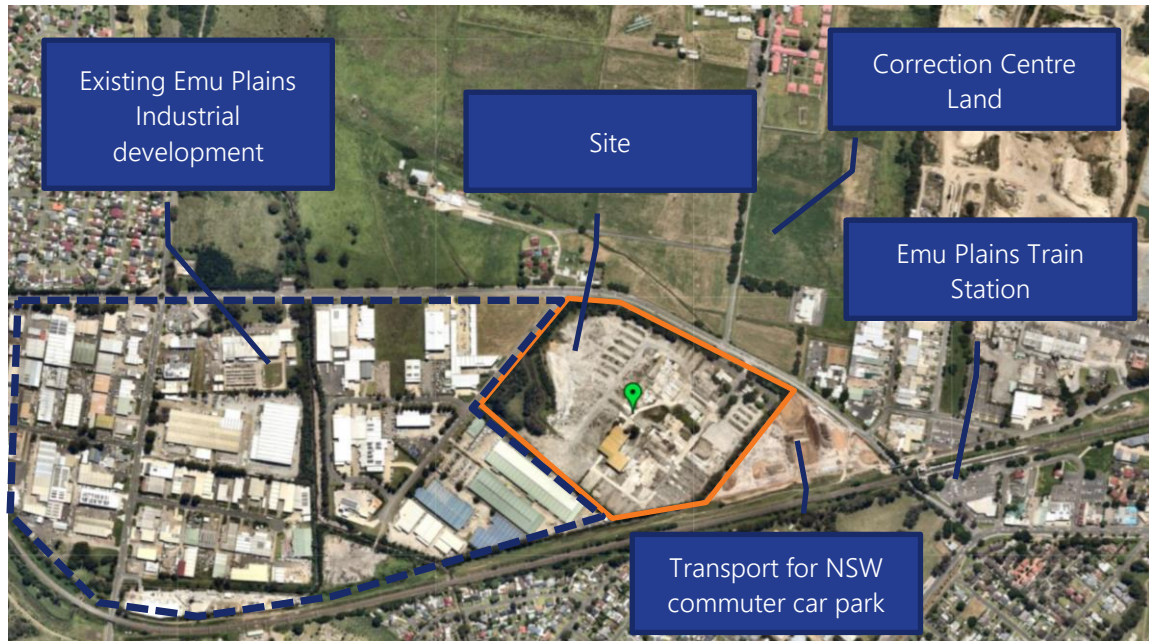 Existing Emu Plains
Industrial
development
Site
Correction Centre
Land
Emu Plains Train
Station
Transport for NSW
commuter car park